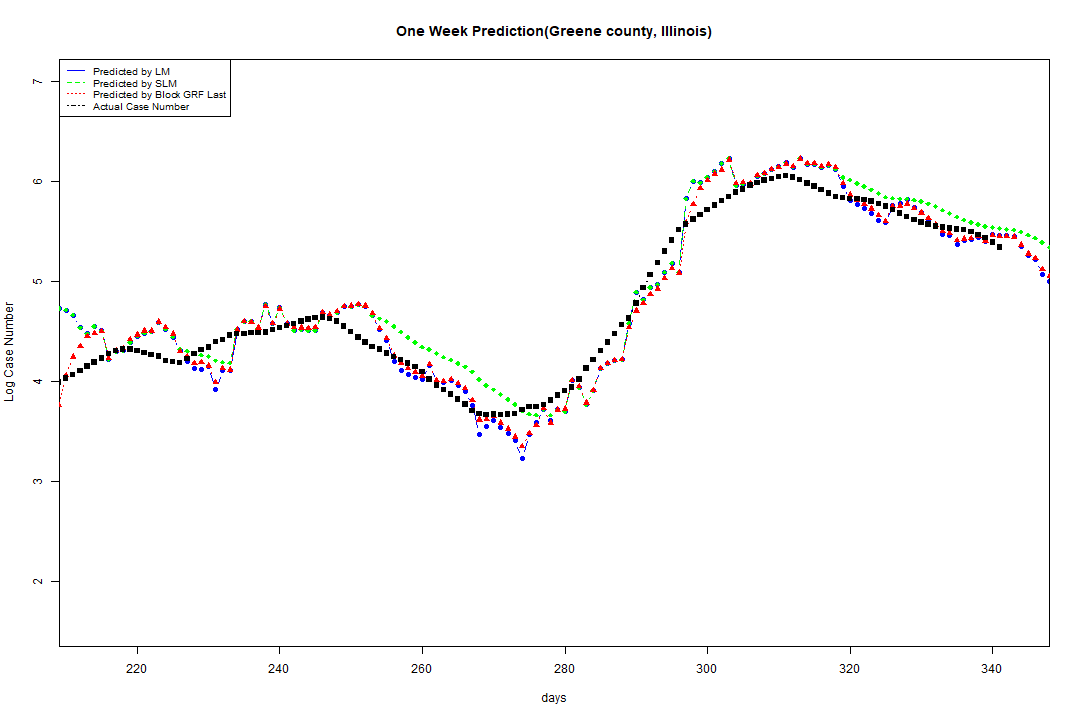 One Week Prediction(Greene county, Illinois)
Predicted by LM
Predicted by SLM
Predicted by Block GRF Last
Actual Case Number
7
6
5
4
3
2
Log Case Number
220 240 260 280 300 320 340
days